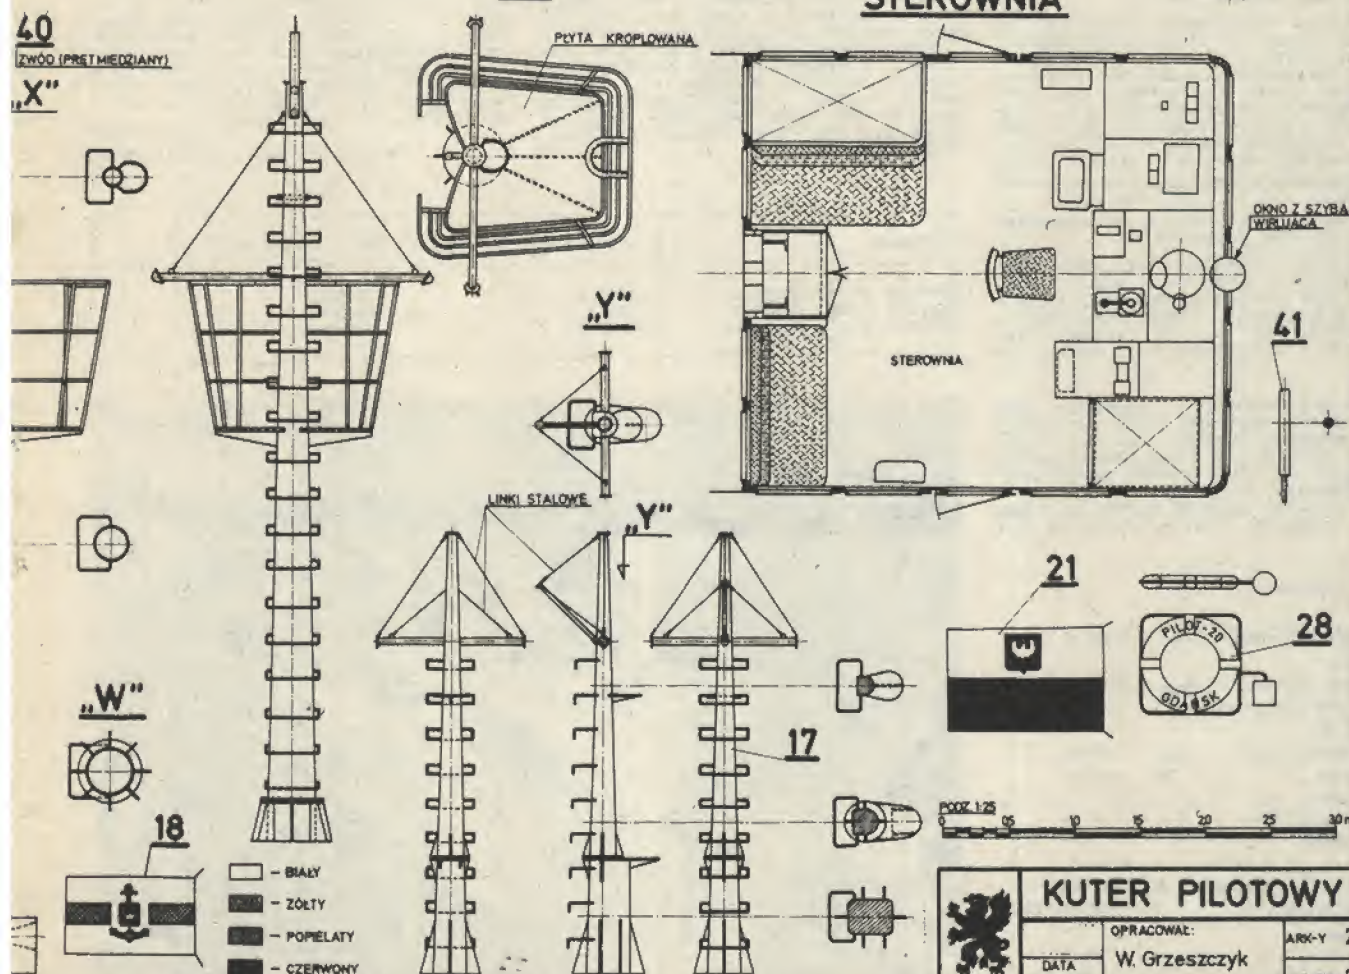 STEROWNIA
40
ZWÓD (PRĘT MIEDZIANY)
„X"
PŁYTA KROPLOWANA
OKNO Z SZYBĄ
WIRUJĄCĄ
„Y"
41
STEROWNIA
LINKI STALOWE
„Y"
21
PILOT-20
GDAŃSK
28
„W"
17
18
PODZ. 1:25
0 05 10 15 20 25 30 m
- BIAŁY
- ŻÓŁTY
- POPIELATY
- CZERWONY
KUTER PILOTOWY
OPRACOWAŁ:
ARK-Y 2
DATA
W. Grzeszczyk